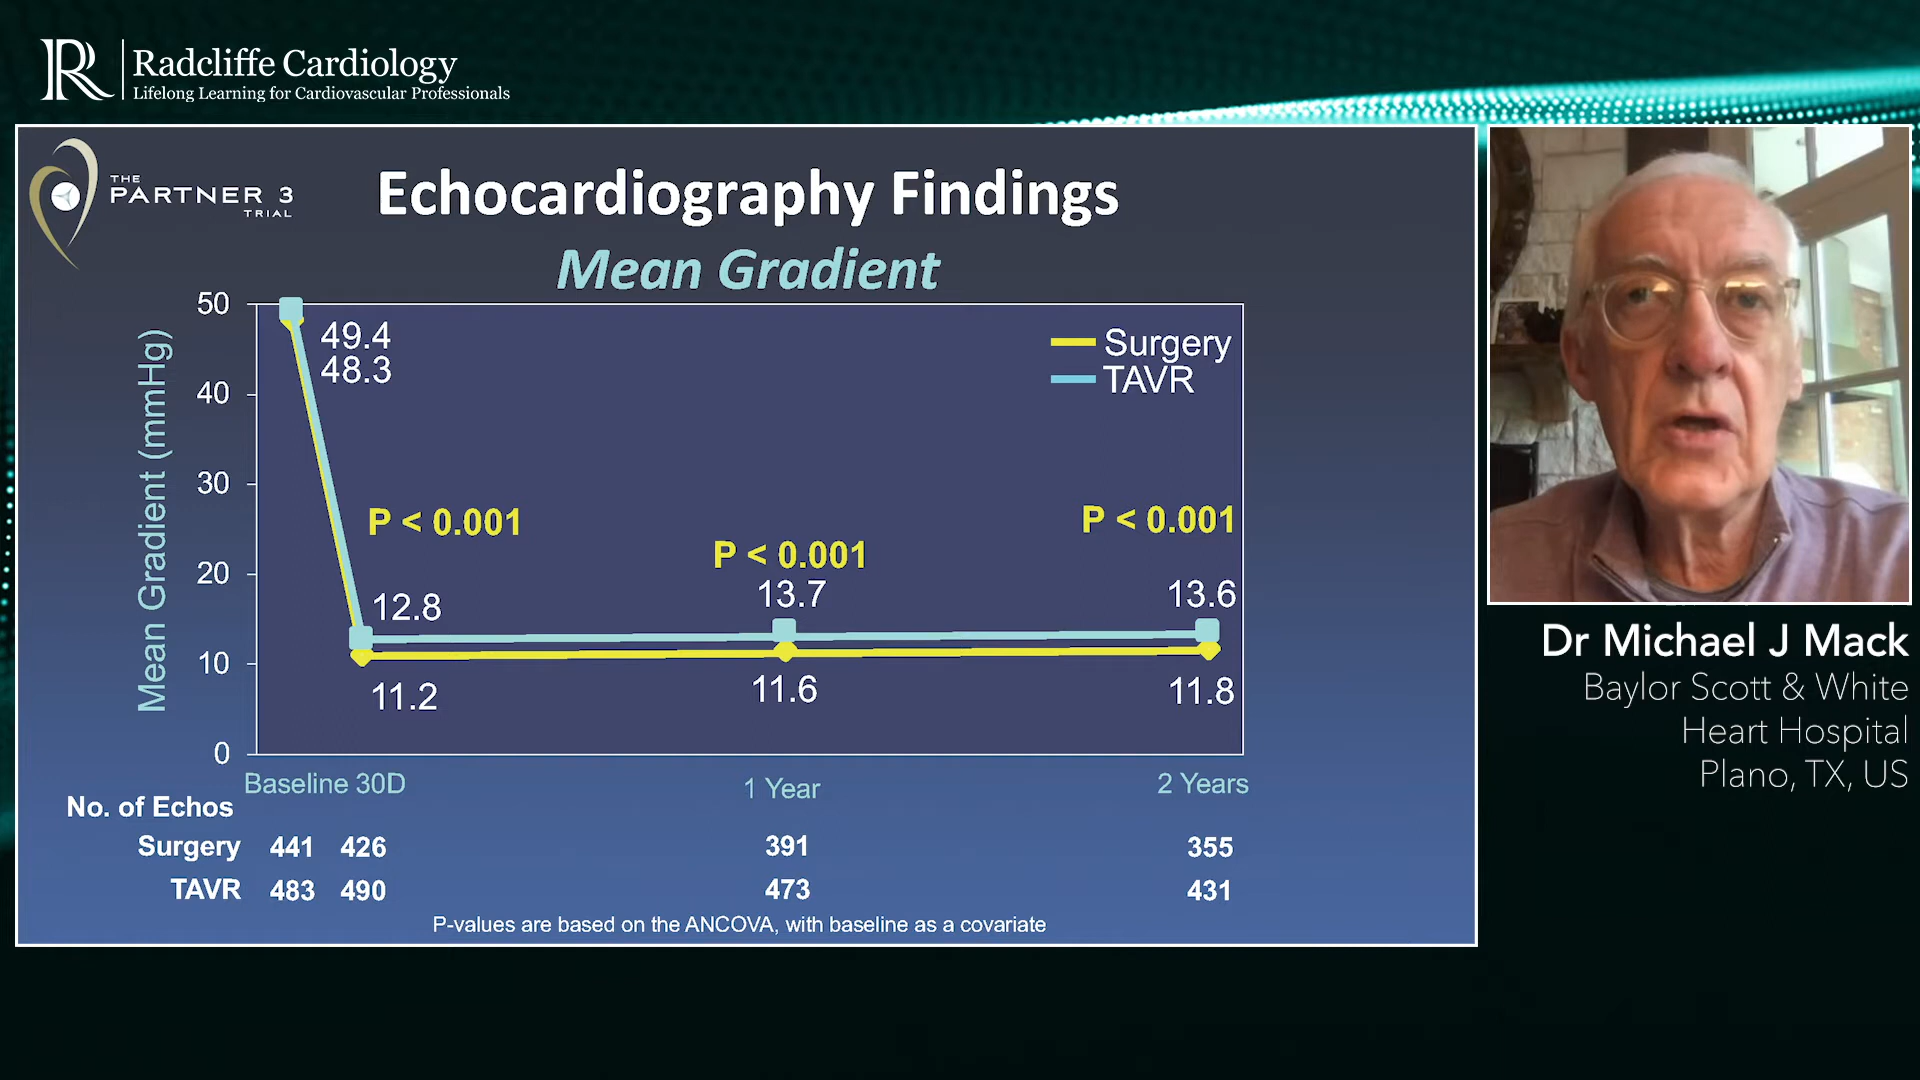 R
Radcliffe Cardiology
Lifelong Learning for Cardiovascular Professionals
THE
PARTNER 3
TRIAL
Echocardiography Findings
Mean Gradient
Mean Gradient (mmHg)
50
40
30
20
10
0
49.4
48.3
Surgery
TAVR
P < 0.001
P < 0.001
P < 0.001
12.8
13.7
13.6
11.2
11.6
11.8
Baseline 30D
1 Year
2 Years
No. of Echos
Surgery 441 426 391 355
TAVR 483 490 473 431
P-values are based on the ANCOVA, with baseline as a covariate
Dr Michael J Mack
Baylor Scott & White
Heart Hospital
Plano, TX, US